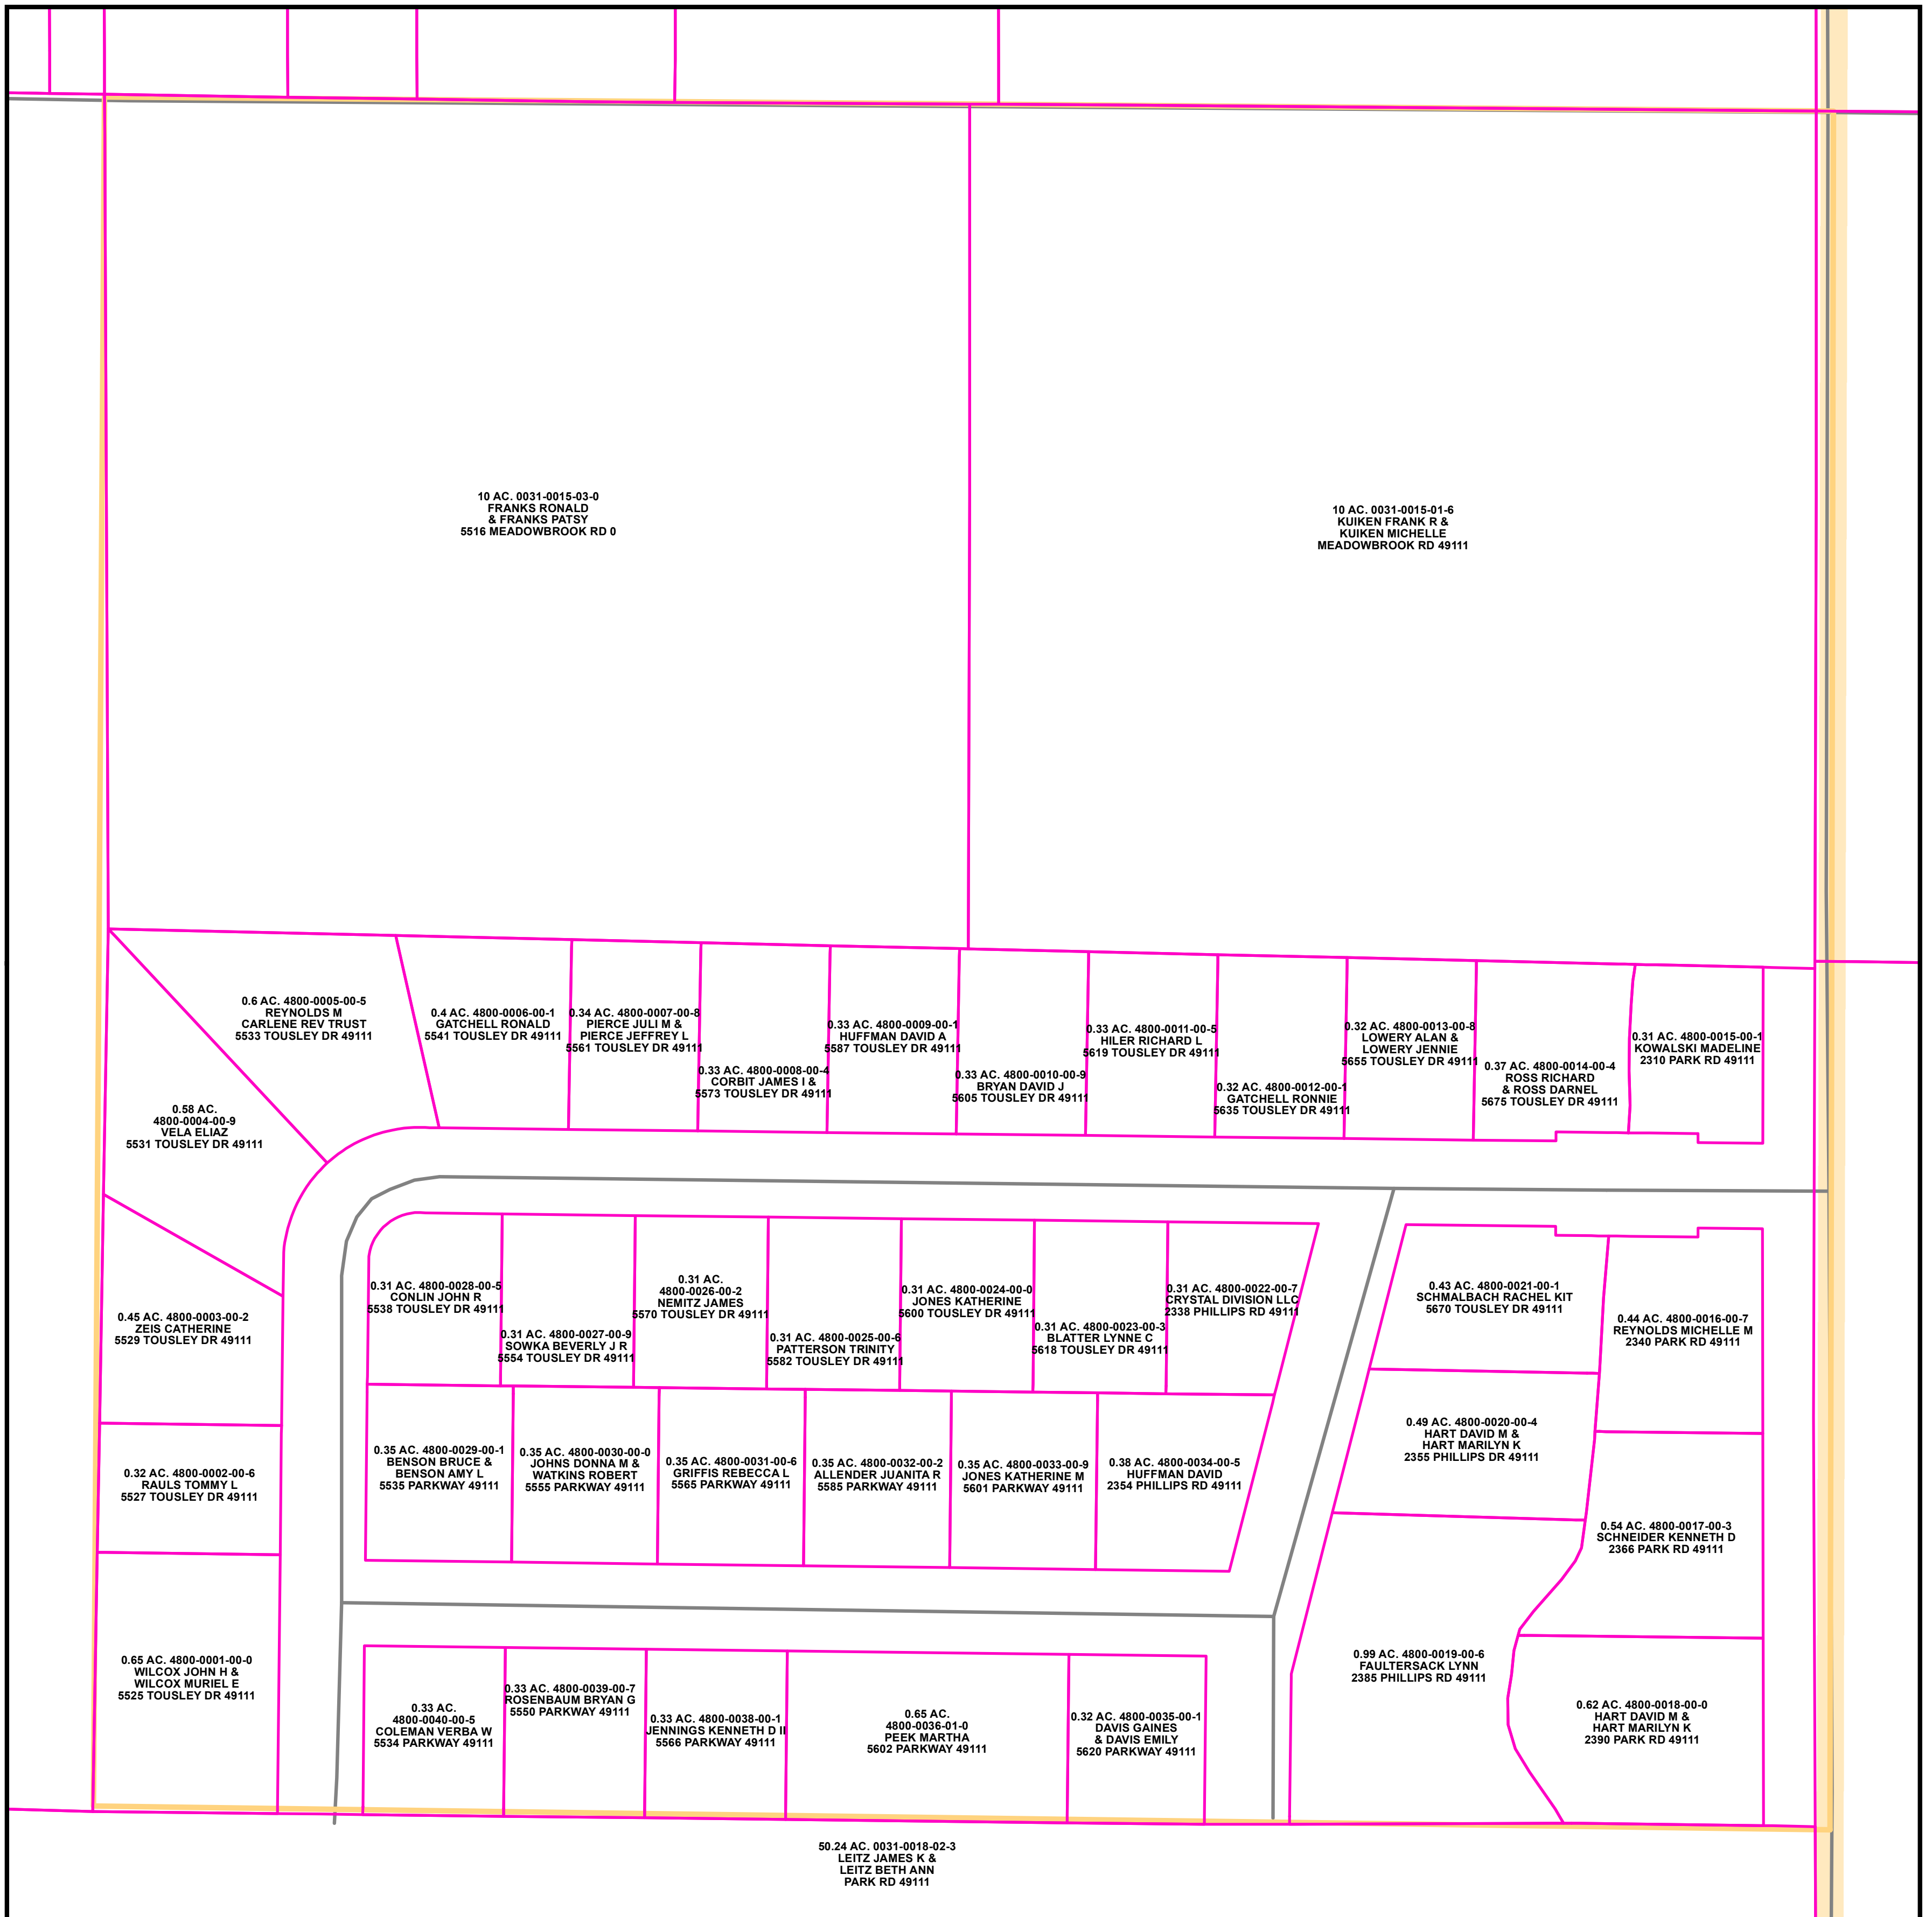 10 AC. 0031-0015-03-0
FRANKS RONALD
& FRANKS PATSY
5516 MEADOWBROOK RD 0
10 AC. 0031-0015-01-6
KUIKEN FRANK R &
KUIKEN MICHELLE
MEADOWBROOK RD 49111
0.6 AC. 4800-0005-00-5
REYNOLDS M
CARLENE REV TRUST
5533 TOUSLEY DR 49111
0.4 AC. 4800-0006-00-1
GATCHELL RONALD
5541 TOUSLEY DR 49111
0.34 AC. 4800-0007-00-8
PIERCE JULI M &
PIERCE JEFFREY L
5561 TOUSLEY DR 49111
0.33 AC. 4800-0008-00-4
CORBIT JAMES I &
5573 TOUSLEY DR 49111
0.33 AC. 4800-0009-00-1
HUFFMAN DAVID A
5587 TOUSLEY DR 49111
0.33 AC. 4800-0010-00-9
BRYAN DAVID J
5605 TOUSLEY DR 49111
0.33 AC. 4800-0011-00-5
HILER RICHARD L
5619 TOUSLEY DR 49111
0.32 AC. 4800-0012-00-1
GATCHELL RONNIE
5635 TOUSLEY DR 49111
0.32 AC. 4800-0013-00-8
LOWERY ALAN &
LOWERY JENNIE
5655 TOUSLEY DR 49111
0.37 AC. 4800-0014-00-4
ROSS RICHARD
& ROSS DARNEL
5675 TOUSLEY DR 49111
0.31 AC. 4800-0015-00-1
KOWALSKI MADELINE
2310 PARK RD 49111
0.58 AC.
4800-0004-00-9
VELA ELIAZ
5531 TOUSLEY DR 49111
0.45 AC. 4800-0003-00-2
ZEIS CATHERINE
5529 TOUSLEY DR 49111
0.31 AC. 4800-0028-00-5
CONLIN JOHN R
5538 TOUSLEY DR 49111
0.31 AC. 4800-0027-00-9
SOWKA BEVERLY J R
5554 TOUSLEY DR 49111
0.31 AC.
4800-0026-00-2
NEMITZ JAMES
5570 TOUSLEY DR 49111
0.31 AC. 4800-0025-00-6
PATTERSON TRINITY
5582 TOUSLEY DR 49111
0.31 AC. 4800-0024-00-0
JONES KATHERINE
5600 TOUSLEY DR 49111
0.31 AC. 4800-0023-00-3
BLATTER LYNNE C
5618 TOUSLEY DR 49111
0.31 AC. 4800-0022-00-7
CRYSTAL DIVISION LLC
2338 PHILLIPS RD 49111
0.43 AC. 4800-0021-00-1
SCHMALBACH RACHEL KIT
5670 TOUSLEY DR 49111
0.44 AC. 4800-0016-00-7
REYNOLDS MICHELLE M
2340 PARK RD 49111
0.32 AC. 4800-0002-00-6
RAULS TOMMY L
5527 TOUSLEY DR 49111
0.35 AC. 4800-0029-00-1
BENSON BRUCE &
BENSON AMY L
5535 PARKWAY 49111
0.35 AC. 4800-0030-00-0
JOHNS DONNA M &
WATKINS ROBERT
5555 PARKWAY 49111
0.35 AC. 4800-0031-00-6
GRIFFIS REBECCA L
5565 PARKWAY 49111
0.35 AC. 4800-0032-00-2
ALLENDER JUANITA R
5585 PARKWAY 49111
0.35 AC. 4800-0033-00-9
JONES KATHERINE M
5601 PARKWAY 49111
0.38 AC. 4800-0034-00-5
HUFFMAN DAVID
2354 PHILLIPS RD 49111
0.49 AC. 4800-0020-00-4
HART DAVID M &
HART MARILYN K
2355 PHILLIPS DR 49111
0.54 AC. 4800-0017-00-3
SCHNEIDER KENNETH D
2366 PARK RD 49111
0.65 AC. 4800-0001-00-0
WILCOX JOHN H &
WILCOX MURIEL E
5525 TOUSLEY DR 49111
0.33 AC.
4800-0040-00-5
COLEMAN VERBA W
5534 PARKWAY 49111
0.33 AC. 4800-0039-00-7
ROSENBAUM BRYAN G
5550 PARKWAY 49111
0.33 AC. 4800-0038-00-1
JENNINGS KENNETH D II
5566 PARKWAY 49111
0.65 AC.
4800-0036-01-0
PEEK MARTHA
5602 PARKWAY 49111
0.32 AC. 4800-0035-00-1
DAVIS GAINES
& DAVIS EMILY
5620 PARKWAY 49111
0.99 AC. 4800-0019-00-6
FAULTERSACK LYNN
2385 PHILLIPS RD 49111
0.62 AC. 4800-0018-00-0
HART DAVID M &
HART MARILYN K
2390 PARK RD 49111
50.24 AC. 0031-0018-02-3
LEITZ JAMES K &
LEITZ BETH ANN
PARK RD 49111